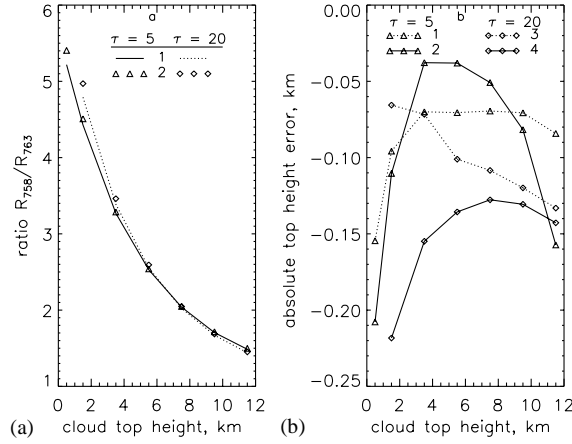 a
τ = 5 τ = 20
1
2
ratio R758/R763
6
5
4
3
2
1
0 2 4 6 8 10 12
cloud top height, km
(a)
b
τ = 5 τ = 20
1 3
2 4
absolute top height error, km
0.00
−0.05
−0.10
−0.15
−0.20
−0.25
0 2 4 6 8 10 12
cloud top height, km
(b)